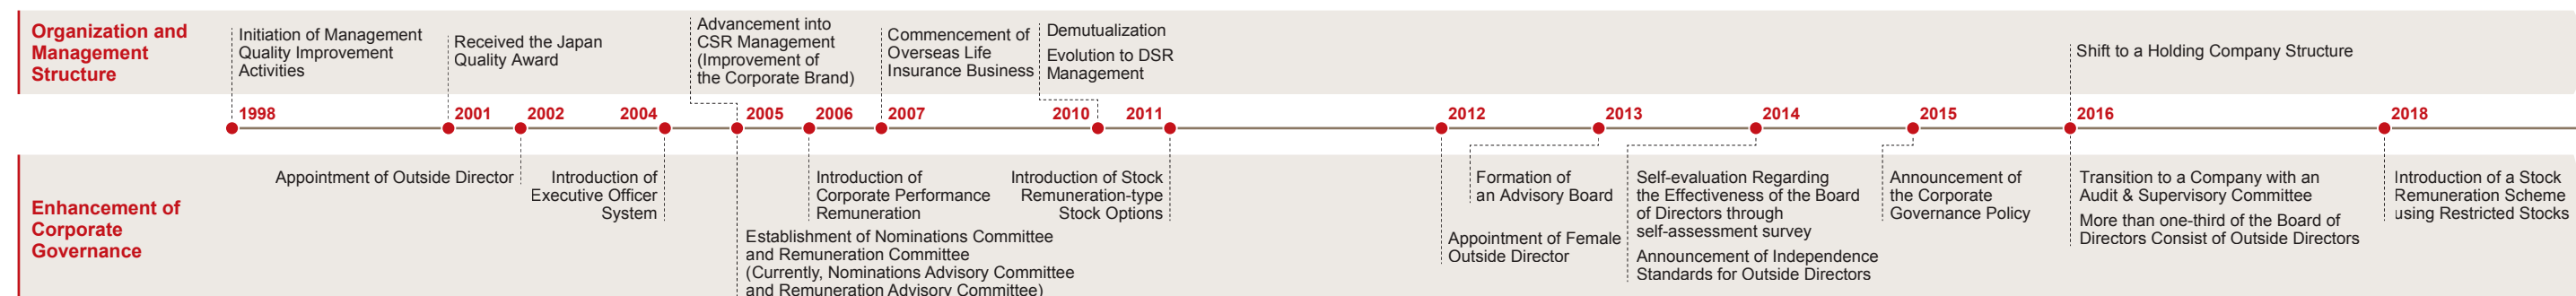 Organization and
Management
Structure
Initiation of Management
Quality Improvement
Activities
Received the Japan
Quality Award
Advancement into
CSR Management
(Improvement of
the Corporate Brand)
Commencement of
Overseas Life
Insurance Business
Demutualization
Evolution to DSR
Management
Shift to a Holding Company Structure
1998
2001
2002
2004
2005
2006
2007
2010
2011
2012
2013
2014
2015
2016
2018
Enhancement of
Corporate
Governance
Appointment of Outside Director
Introduction of
Executive Officer
System
Establishment of Nominations Committee
and Remuneration Committee
(Currently, Nominations Advisory Committee
and Remuneration Advisory Committee)
Introduction of
Corporate Performance
Remuneration
Introduction of Stock
Remuneration-type
Stock Options
Appointment of Female
Outside Director
Formation of
an Advisory Board
Self-evaluation Regarding
the Effectiveness of the Board
of Directors through
self-assessment survey
Announcement of Independence
Standards for Outside Directors
Announcement of
the Corporate
Governance Policy
Transition to a Company with an
Audit & Supervisory Committee
More than one-third of the Board of
Directors Consist of Outside Directors
Introduction of a Stock
Remuneration Scheme
using Restricted Stocks